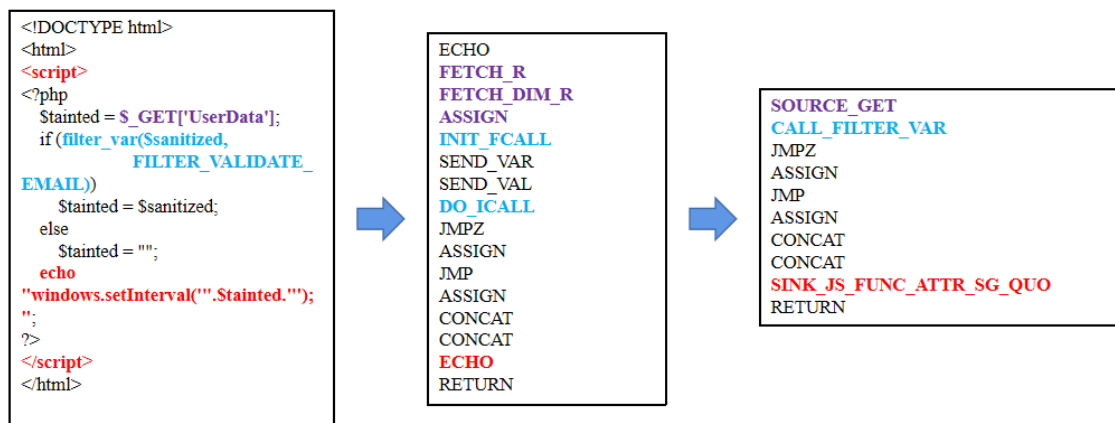 <!DOCTYPE html>
<html>
<script>
<?php
$tainted = $_GET['UserData'];
if (filter_var($sanitized,
FILTER_VALIDATE_
EMAIL))
$tainted = $sanitized;
else
$tainted = "";
echo
"windows.setInterval('".$tainted."');
";
?>
</script>
</html>
ECHO
FETCH_R
FETCH_DIM_R
ASSIGN
INIT_FCALL
SEND_VAR
SEND_VAL
DO_ICALL
JMPZ
ASSIGN
JMP
ASSIGN
CONCAT
CONCAT
ECHO
RETURN
SOURCE_GET
CALL_FILTER_VAR
JMPZ
ASSIGN
JMP
ASSIGN
CONCAT
CONCAT
SINK_JS_FUNC_ATTR_SG_QUO
RETURN